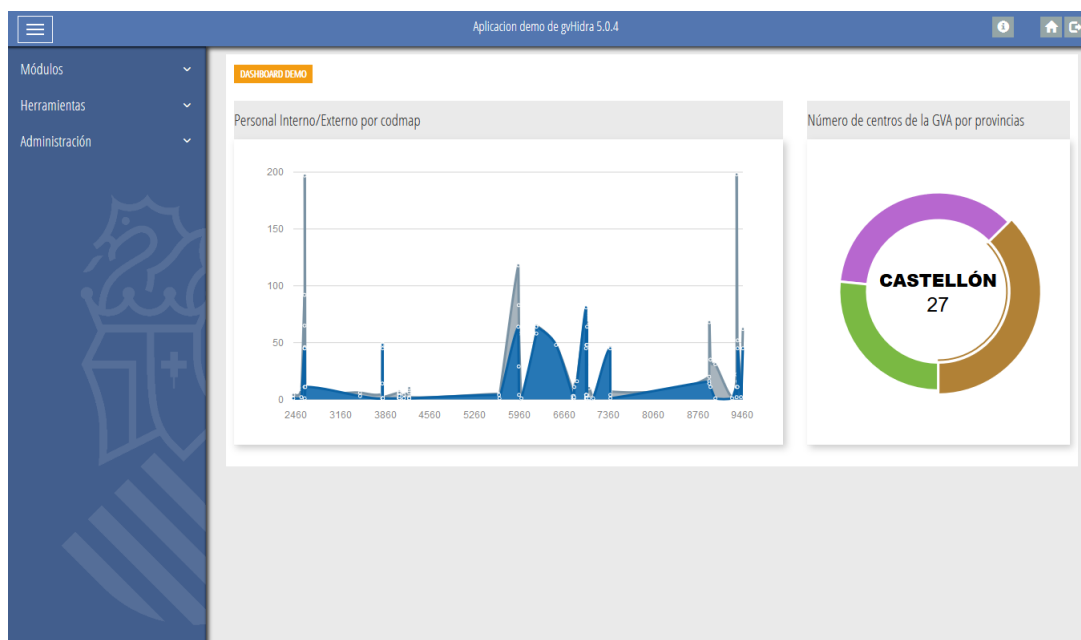 Aplicacion demo de gvHidra 5.0.4
Módulos
Herramientas
Administración
DASHBOARD DEMO
Personal Interno/Externo por codmap
200
150
100
50
0
2460 3160 3860 4560 5260 5960 6660 7360 8060 8760 9460
Número de centros de la GVA por provincias
CASTELLÓN
27